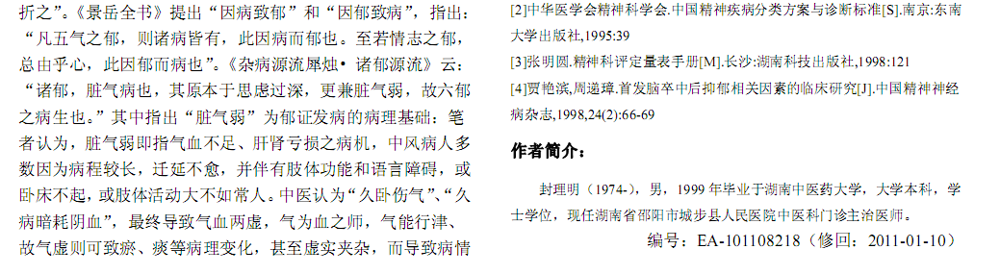 折之”。《景岳全书》提出“因病致郁”和“因郁致病”，指出：
“凡五气之郁，则诸病皆有，此因病而郁也。至若情志之郁，
总由乎心，此因郁而病也”。《杂病源流犀烛•诸郁源流》云：
“诸郁，脏气病也，其原本于思虑过深，更兼脏气弱，故六郁
之病生也。”其中指出“脏气弱”为郁证发病的病理基础：笔
者认为，脏气弱即指气血不足、肝肾亏损之病机，中风病人多
数因为病程较长，迁延不愈，并伴有肢体功能和语言障碍，或
卧床不起，或肢体活动大不如常人。中医认为“久卧伤气”、“久
病暗耗阴血”，最终导致气血两虚，气为血之师，气能行津、
故气虚则可致瘀、痰等病理变化，甚至虚实夹杂，而导致病情
[2]中华医学会精神科学会.中国精神疾病分类方案与诊断标准[S].南京:东南
大学出版社,1995:39
[3]张明圆.精神科评定量表手册[M].长沙:湖南科技出版社,1998:121
[4]贾艳滨,周逵璋.首发脑卒中后抑郁相关因素的临床研究[J].中国精神神经
病杂志,1998,24(2):66-69
作者简介：
封理明（1974-），男，1999年毕业于湖南中医药大学，大学本科，学
士学位，现任湖南省邵阳市城步县人民医院中医科门诊主治医师。
编号：EA-101108218（修回：2011-01-10）